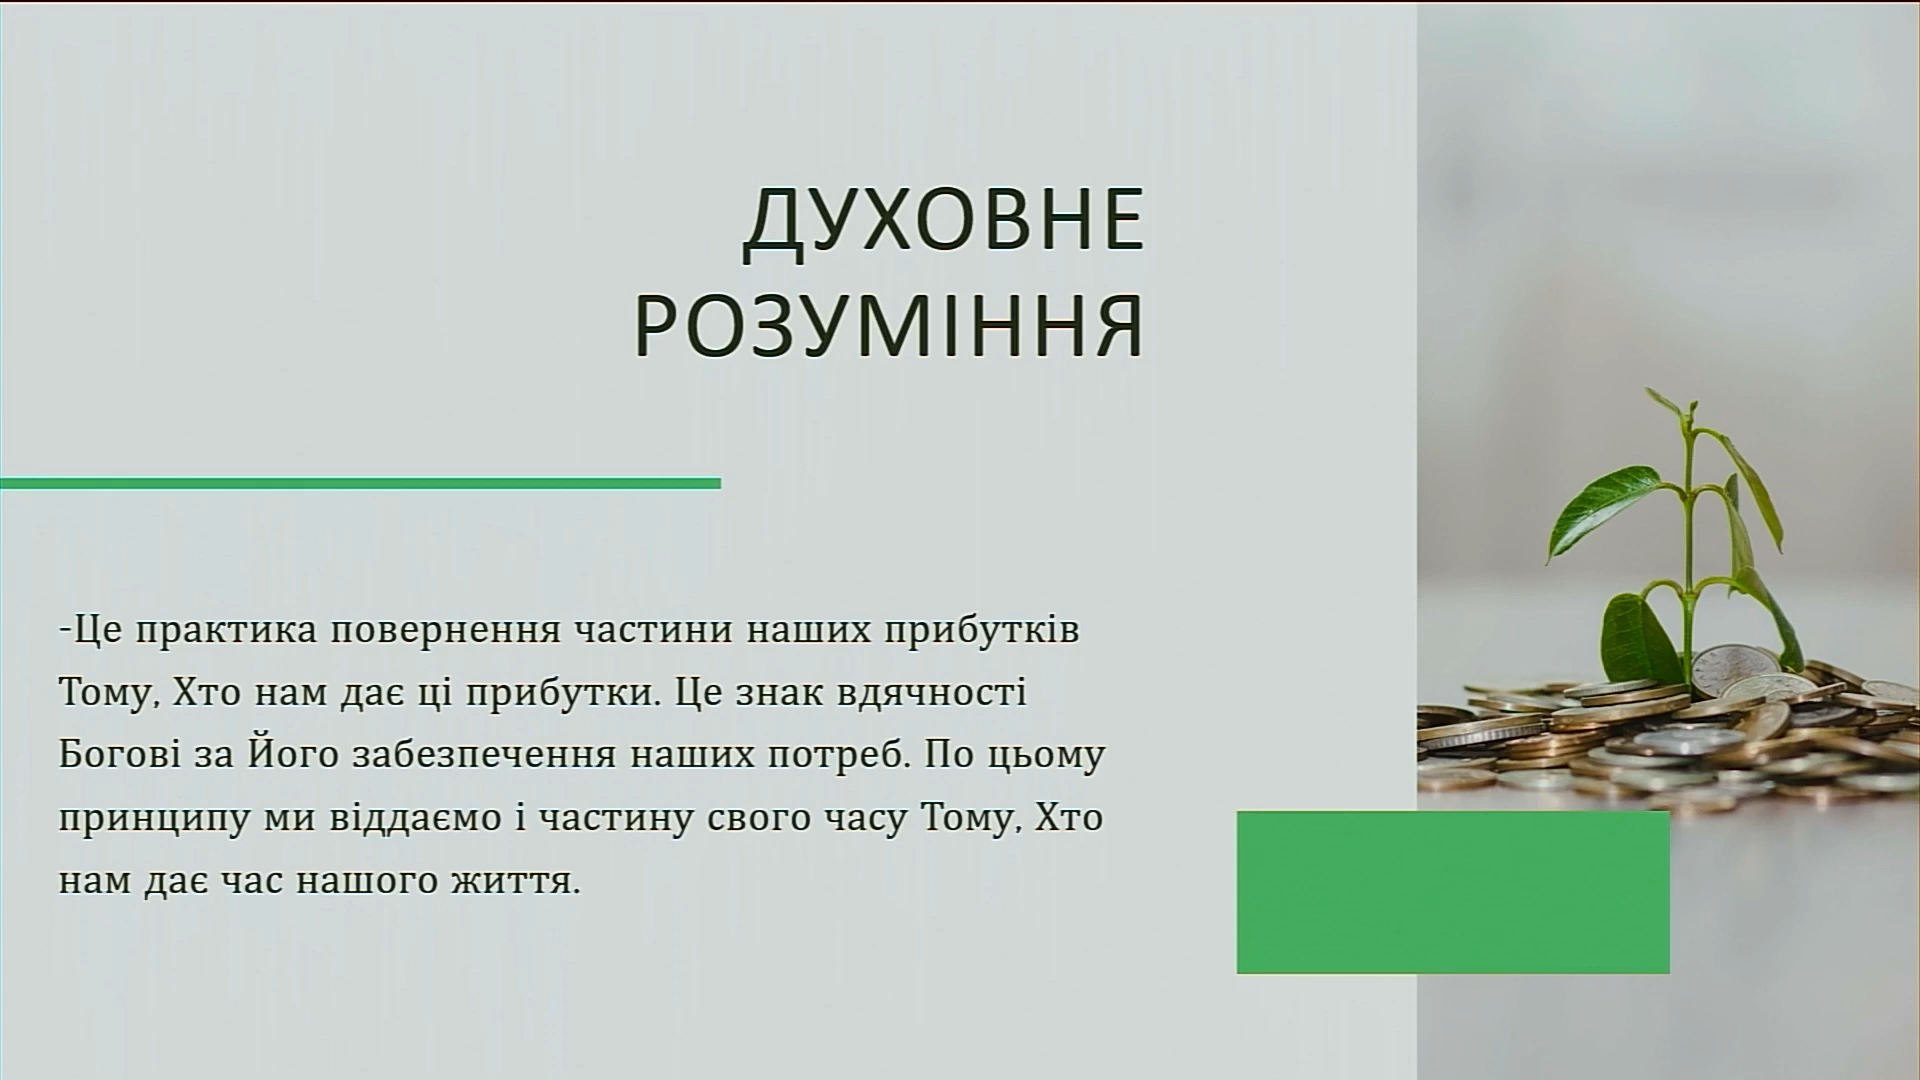 ДУХОВНЕ
РОЗУМІННЯ
-Це практика повернення частини наших прибутків
Тому, Хто нам дає ці прибутки. Це знак вдячності
Богові за Його забезпечення наших потреб. По цьому
принципу ми віддаємо і частину свого часу Тому, Хто
нам дає час нашого життя.